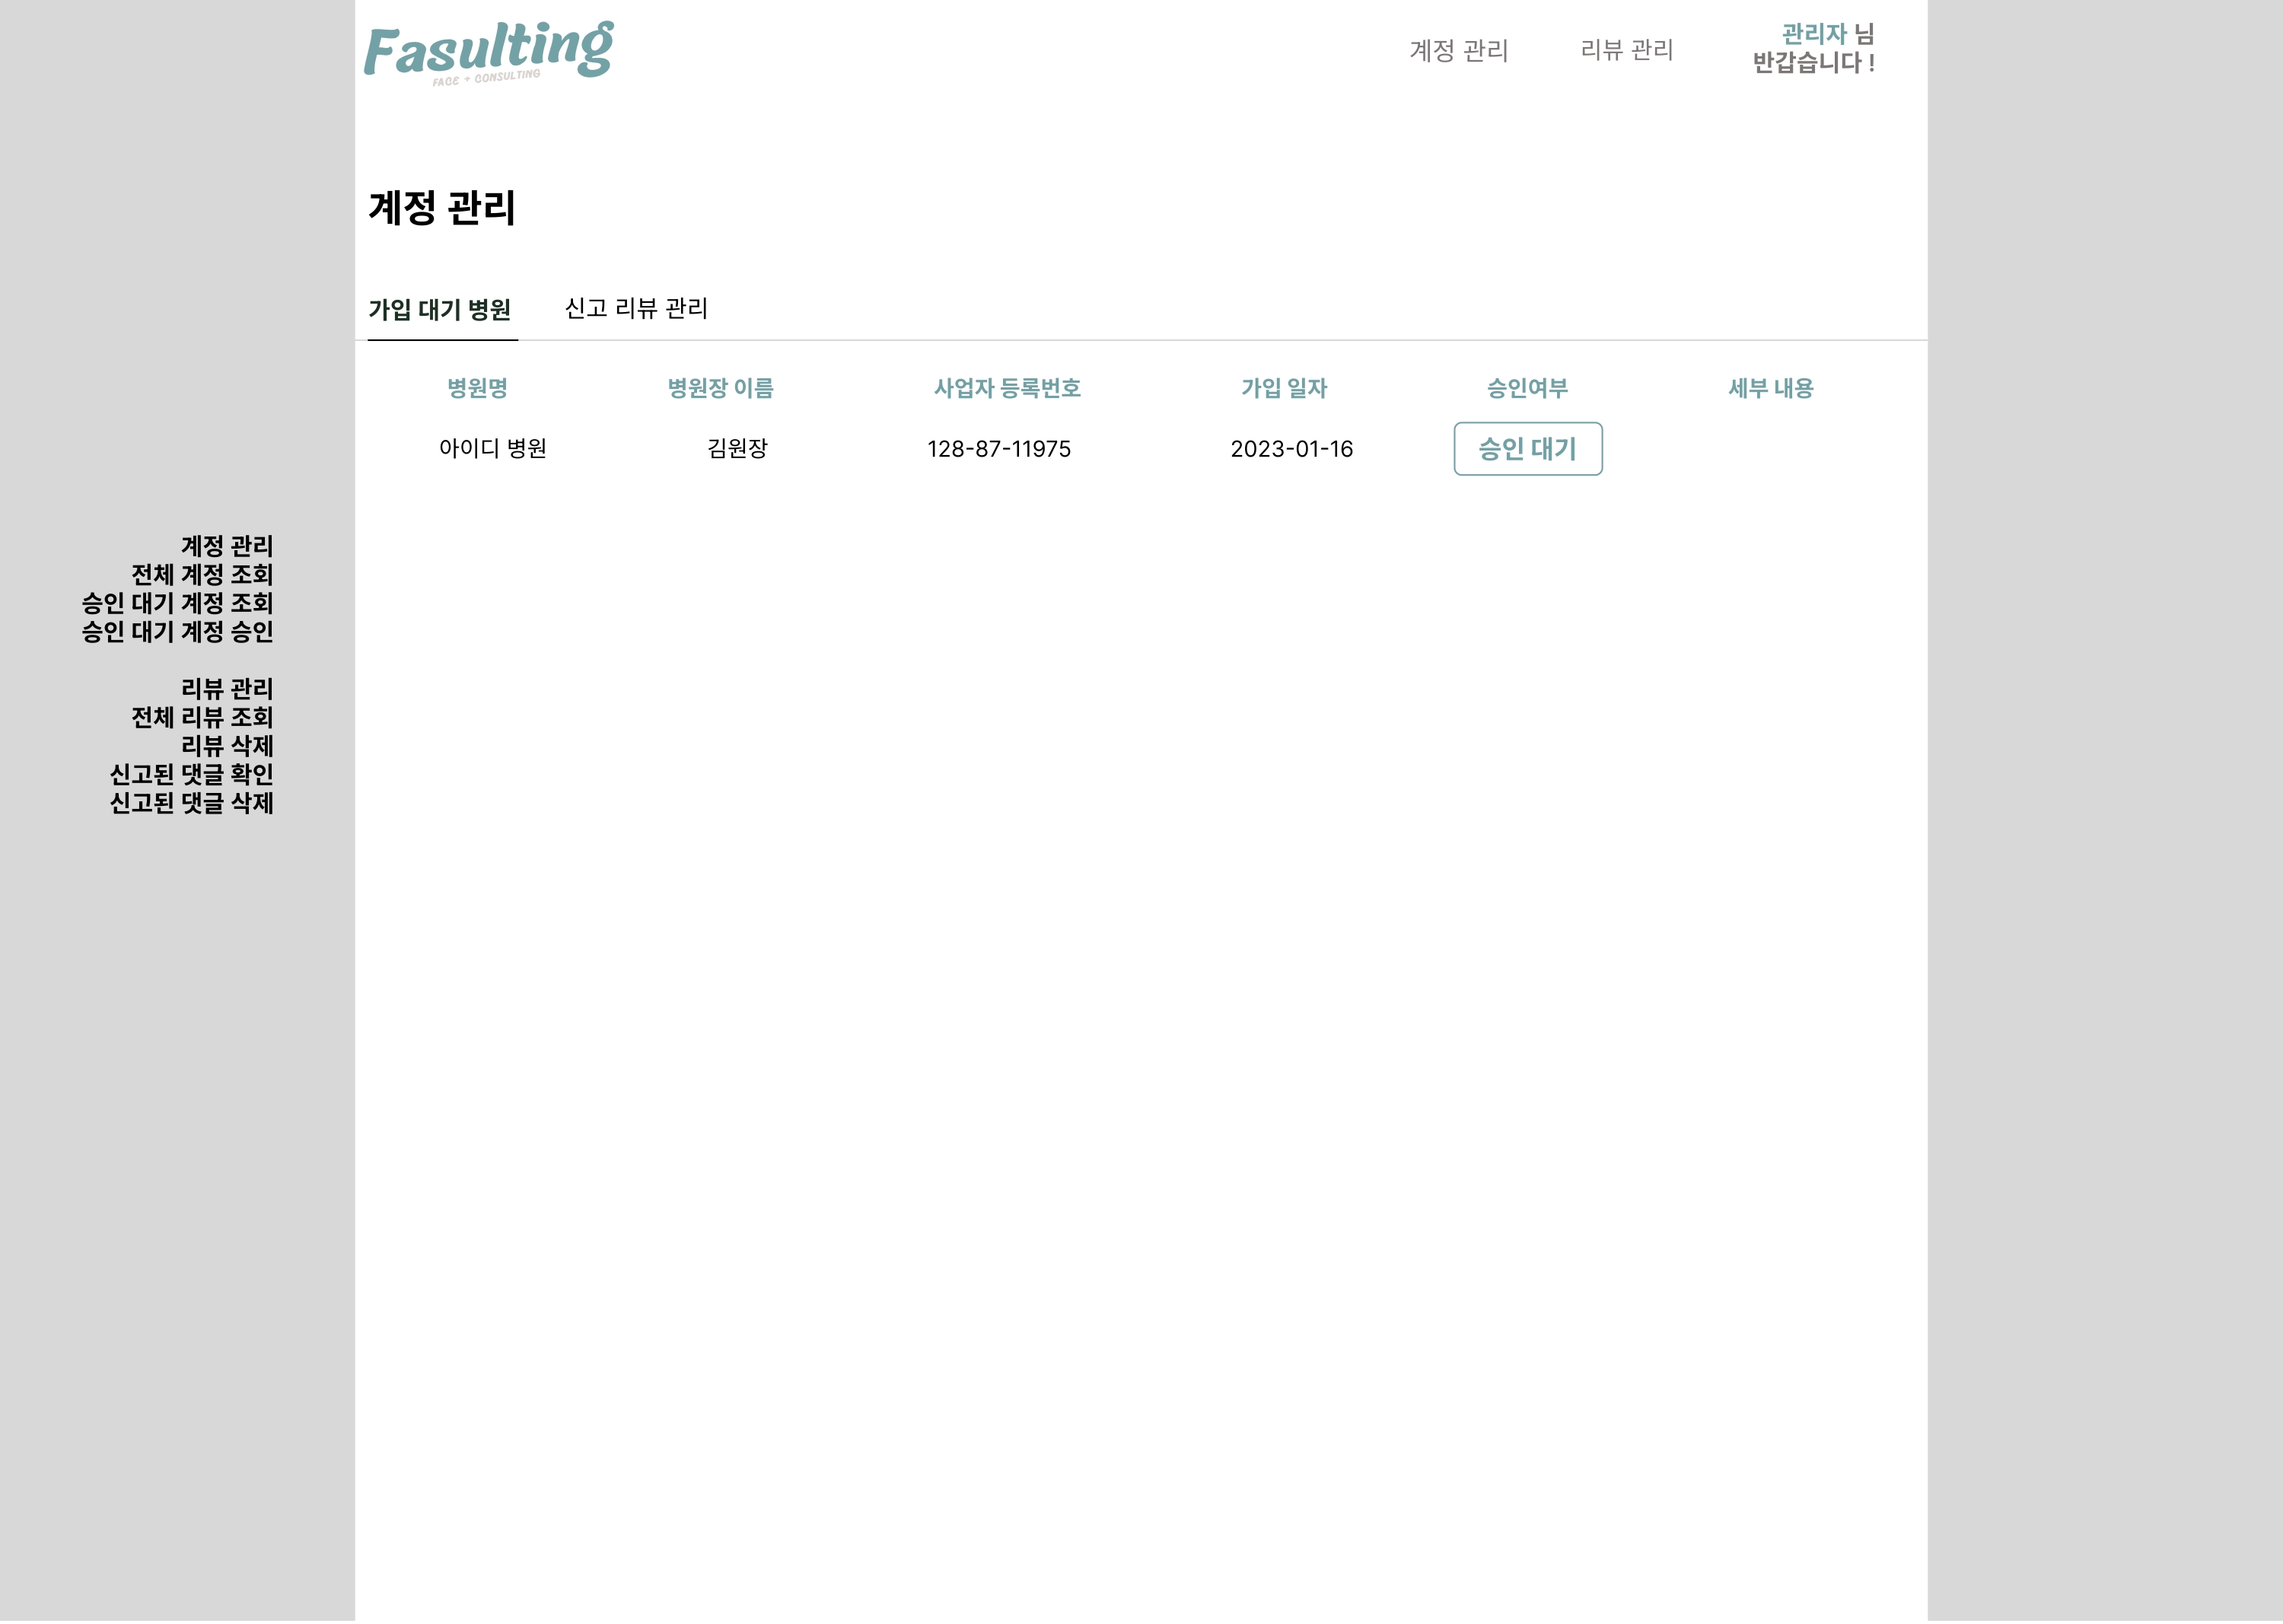 Fasulting
FACE + CONSULTING
계정 관리
리뷰 관리
관리자 님
반갑습니다 !
계정 관리
가입 대기 병원
신고 리뷰 관리
병원명 병원장 이름 사업자 등록번호 가입 일자 승인여부 세부 내용
아이디 병원 김원장 128-87-11975 2023-01-16 승인 대기
계정 관리
전체 계정 조회
승인 대기 계정 조회
승인 대기 계정 승인
리뷰 관리
전체 리뷰 조회
리뷰 삭제
신고된 댓글 확인
신고된 댓글 삭제